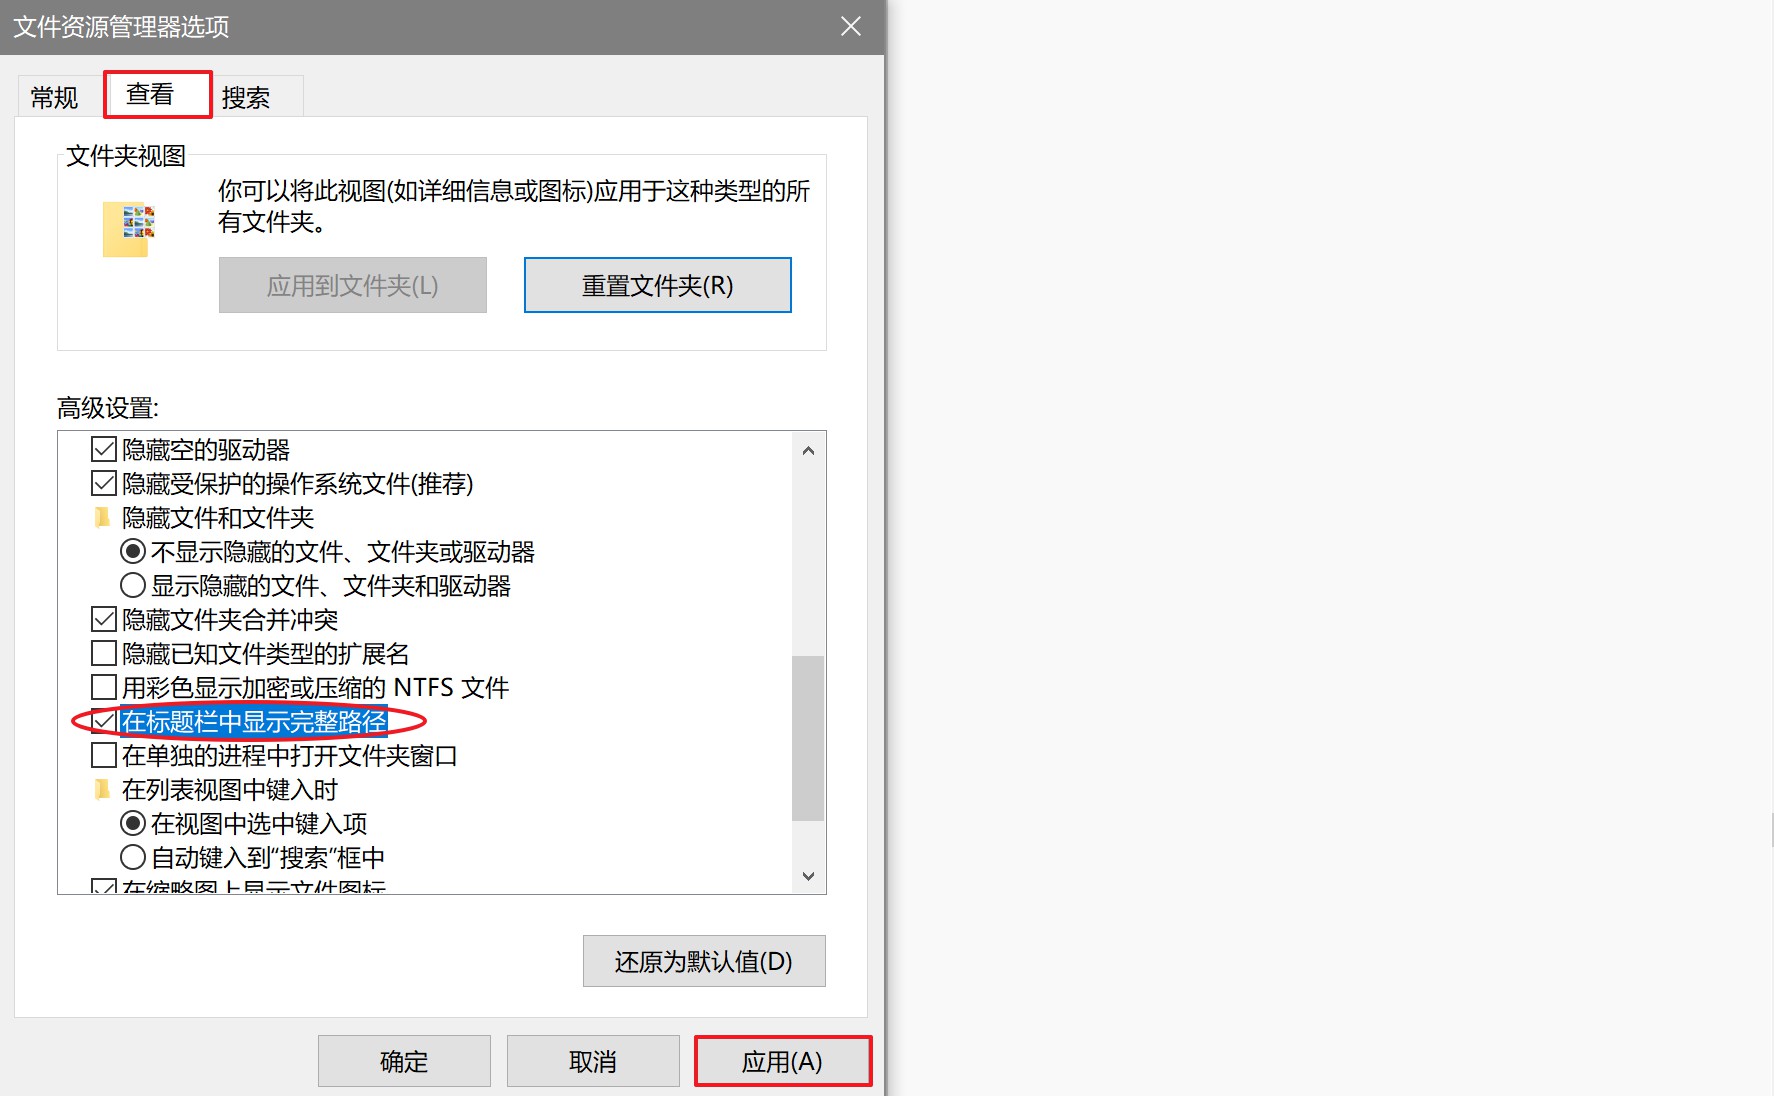 文件资源管理器选项
常规
查看
搜索
文件夹视图
你可以将此视图(如详细信息或图标)应用于这种类型的所
有文件夹。
应用到文件夹(L)
重置文件夹(R)
高级设置:
隐藏空的驱动器
隐藏受保护的操作系统文件(推荐)
隐藏文件和文件夹
不显示隐藏的文件、文件夹或驱动器
显示隐藏的文件、文件夹和驱动器
隐藏文件夹合并冲突
隐藏已知文件类型的扩展名
用彩色显示加密或压缩的 NTFS 文件
在标题栏中显示完整路径
在单独的进程中打开文件夹窗口
在列表视图中键入时
在视图中选中键入项
自动键入到“搜索”框中
在缩略图上显示文件图标
还原为默认值(D)
确定
取消
应用(A)